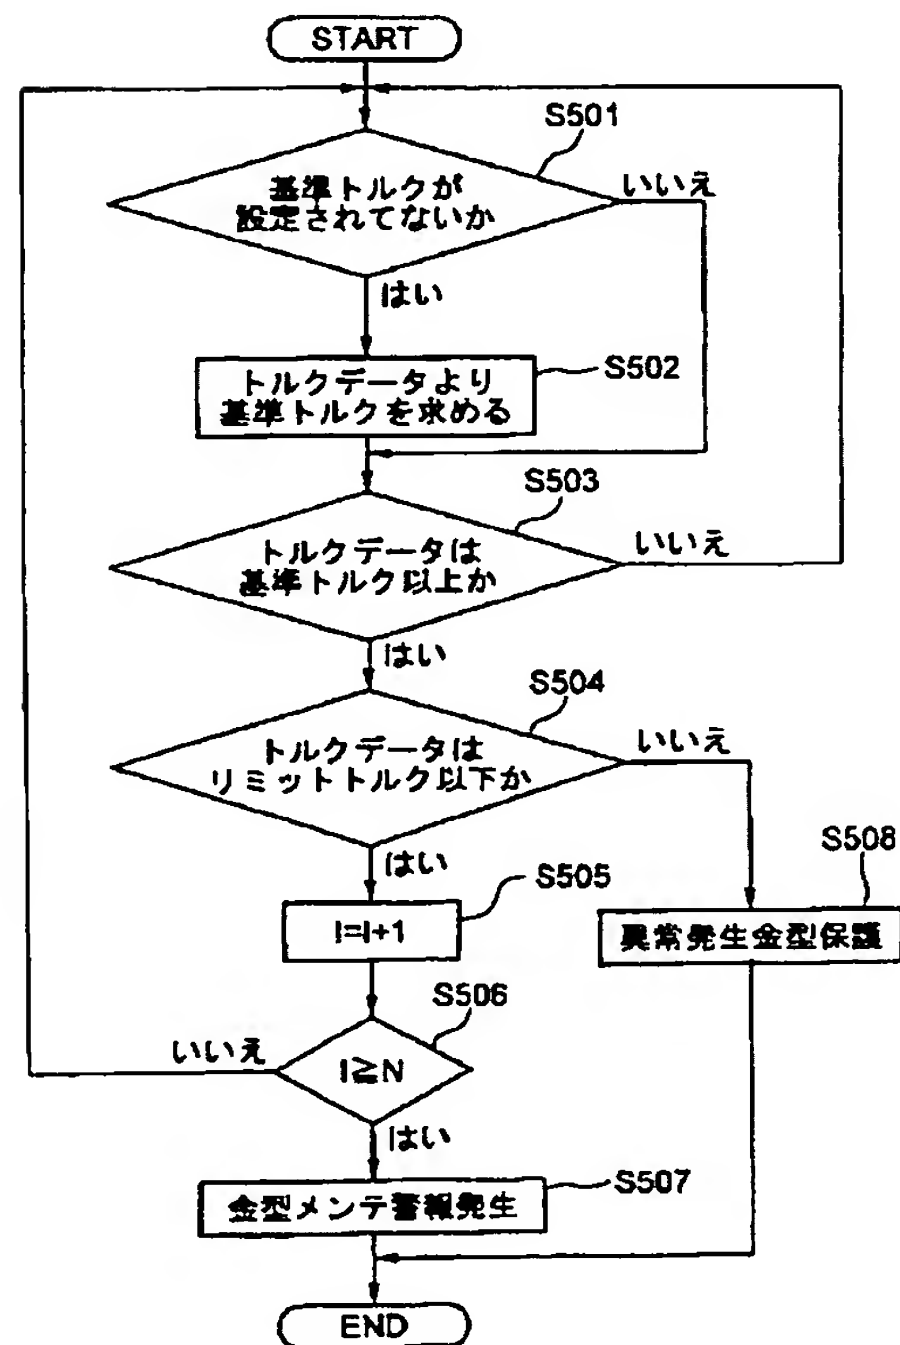 START
S501
基準トルクが
設定されてないか
いいえ
はい
S502
トルクデータより
基準トルクを求める
S503
トルクデータは
基準トルク以上か
いいえ
はい
S504
トルクデータは
リミットトルク以下か
いいえ
はい
S508
S505
I=I+1
異常発生金型保護
S506
いいえ
I≧N
はい
S507
金型メンテ警報発生
END